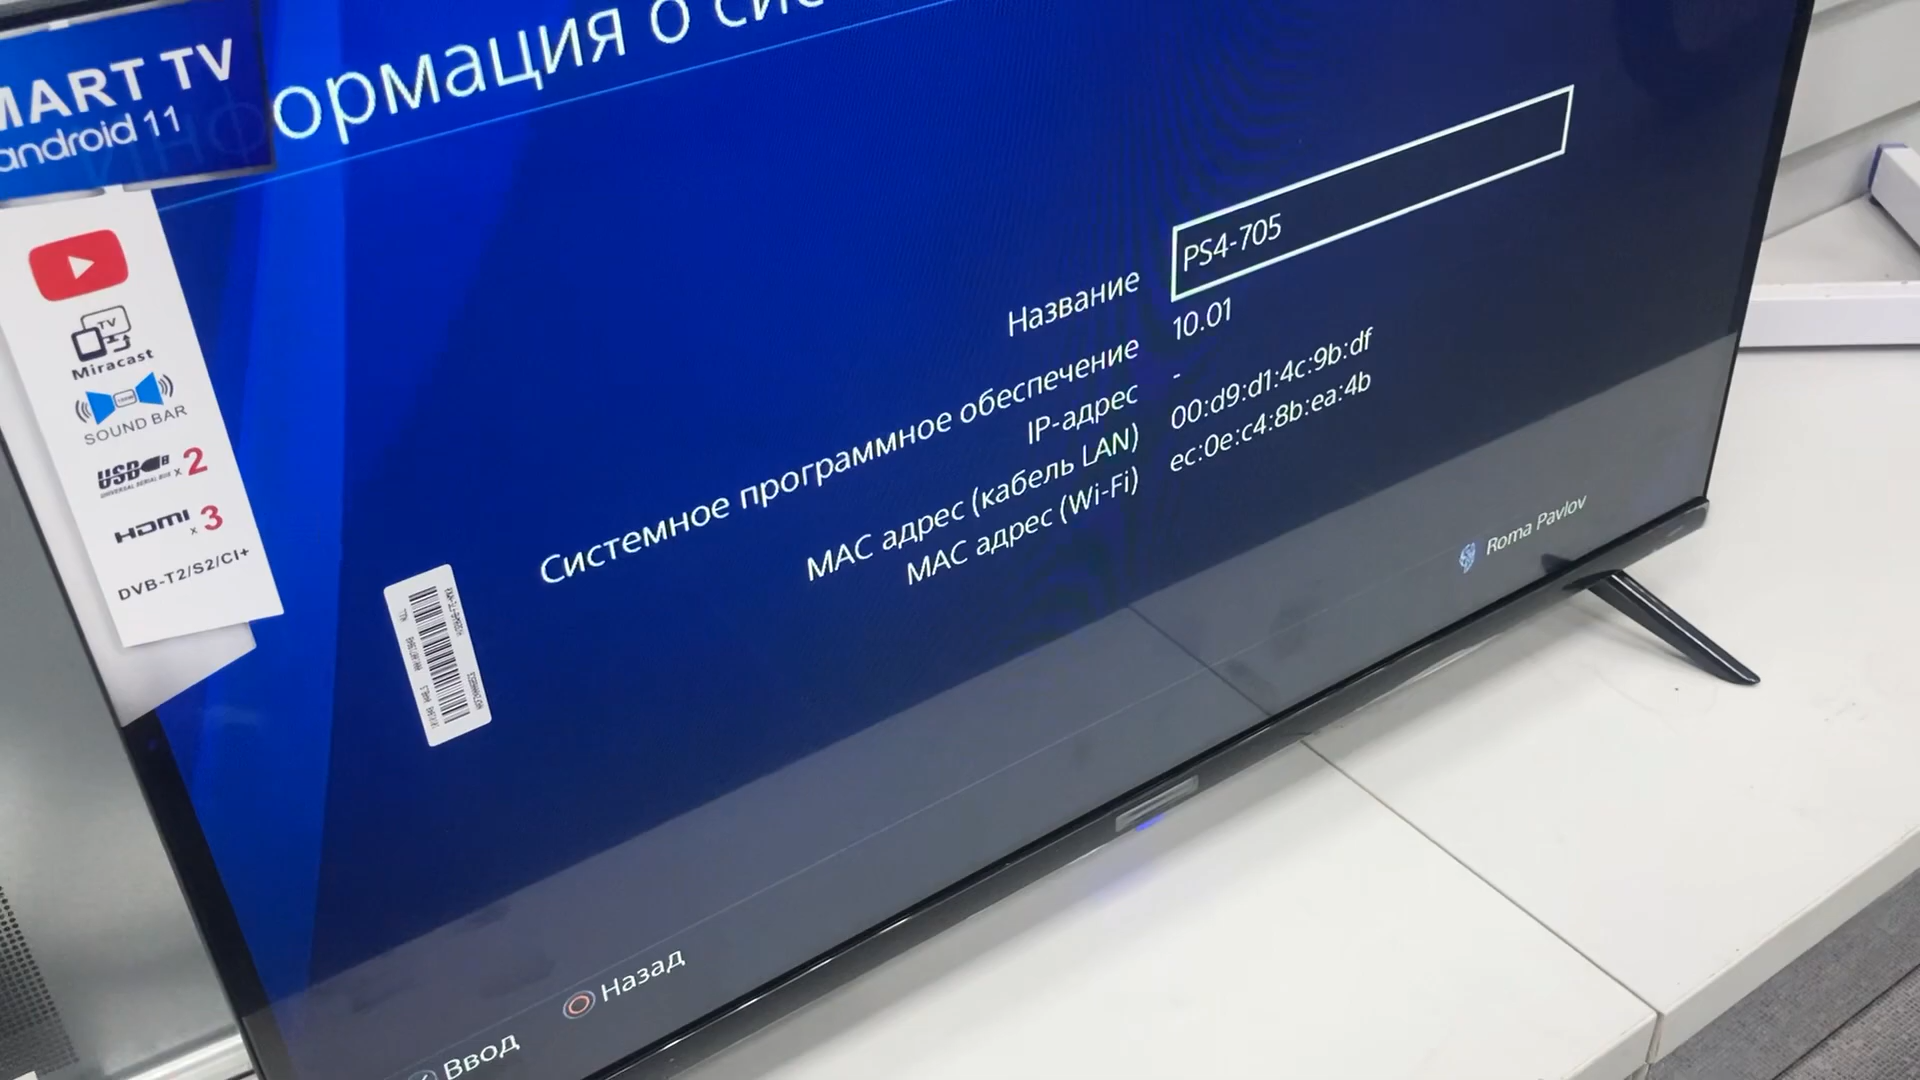 MART TV
android 11
ормация о сис
Miracast
SOUND BAR
USB x 2
HDMI x 3
DVB-T2/S2/CI+
Название PS4-705
Системное программное обеспечение 10.01
IP-адрес -
MAC адрес (кабель LAN) 00:d9:d1:4c:9b:df
MAC адрес (Wi-Fi) ec:0e:c4:8b:ea:4b
Roma Pavlov
Ввод
Назад